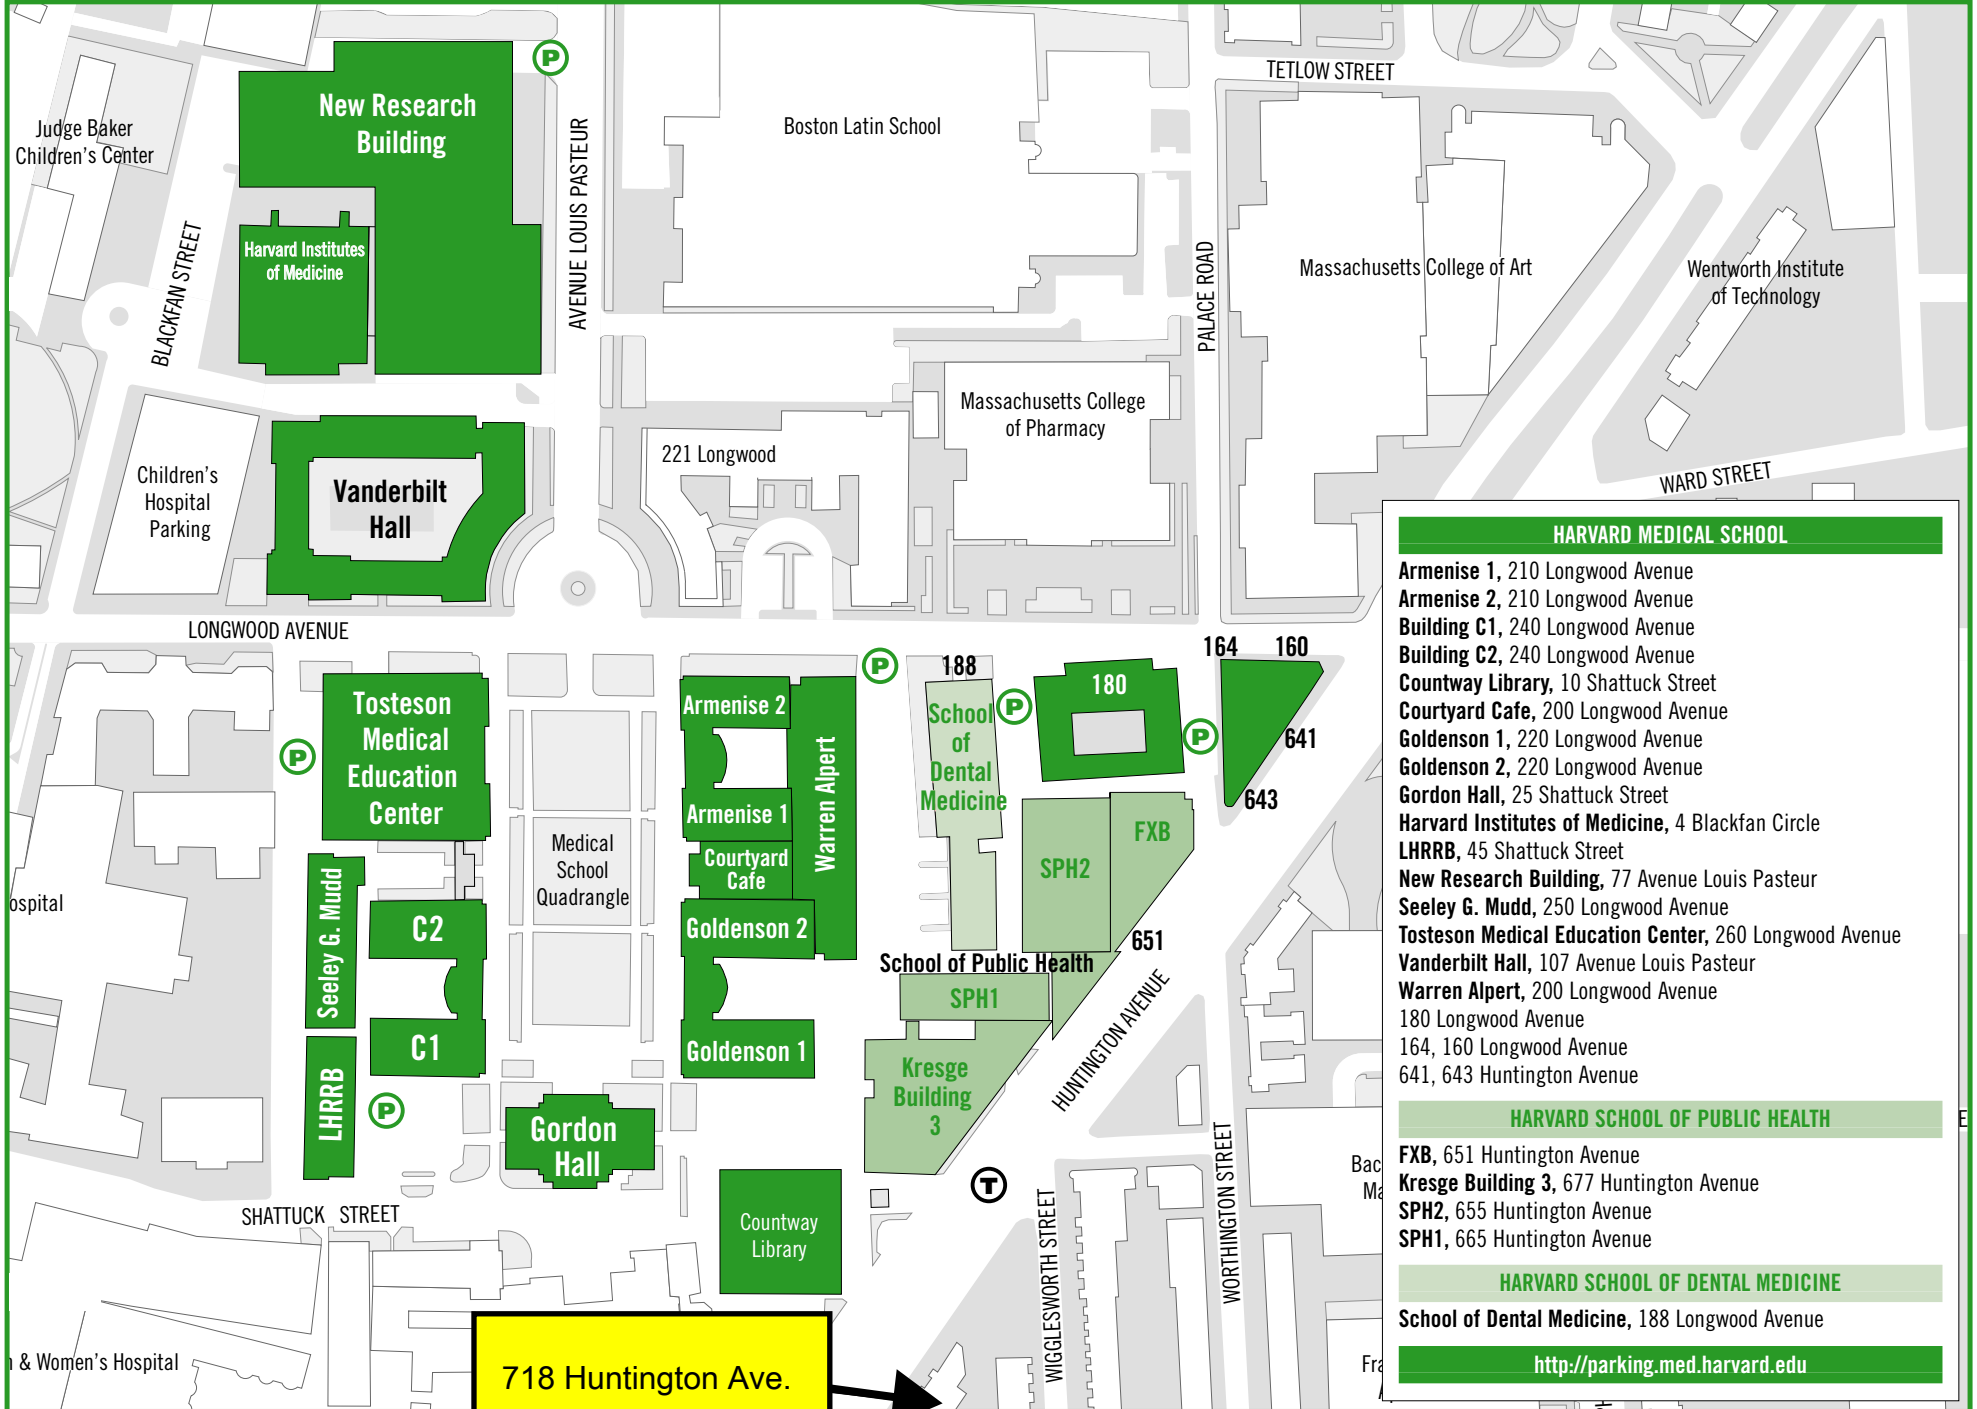 TETLOW STREET
P
New Research
Building
Judge Baker
Children's Center
Boston Latin School
AVENUE LOUIS PASTEUR
BLACKFAN STREET
Harvard Institutes
of Medicine
PALACE ROAD
Massachusetts College of Art
Wentworth Institute
of Technology
Massachusetts College
of Pharmacy
221 Longwood
Children's
Hospital
Parking
Vanderbilt
Hall
WARD STREET
LONGWOOD AVENUE
164 160
P
188
180
P
P
641
643
Tosteson
Medical
Education
Center
P
Armenise 2
Armenise 1
Warren Alpert
School
of
Dental
Medicine
Medical
School
Quadrangle
Courtyard
Cafe
SPH2
FXB
ospital
Seeley G. Mudd
C2
Goldenson 2
651
School of Public Health
SPH1
C1
Goldenson 1
HUNTINGTON AVENUE
LHRRB
P
Kresge
Building
3
Gordon
Hall
T
SHATTUCK STREET
Countway
Library
WIGGLESWORTH STREET
WORTHINGTON STREET
Bac
Ma
Fra
& Women's Hospital
718 Huntington Ave.
HARVARD MEDICAL SCHOOL
Armenise 1, 210 Longwood Avenue
Armenise 2, 210 Longwood Avenue
Building C1, 240 Longwood Avenue
Building C2, 240 Longwood Avenue
Countway Library, 10 Shattuck Street
Courtyard Cafe, 200 Longwood Avenue
Goldenson 1, 220 Longwood Avenue
Goldenson 2, 220 Longwood Avenue
Gordon Hall, 25 Shattuck Street
Harvard Institutes of Medicine, 4 Blackfan Circle
LHRRB, 45 Shattuck Street
New Research Building, 77 Avenue Louis Pasteur
Seeley G. Mudd, 250 Longwood Avenue
Tosteson Medical Education Center, 260 Longwood Avenue
Vanderbilt Hall, 107 Avenue Louis Pasteur
Warren Alpert, 200 Longwood Avenue
180 Longwood Avenue
164, 160 Longwood Avenue
641, 643 Huntington Avenue
HARVARD SCHOOL OF PUBLIC HEALTH
FXB, 651 Huntington Avenue
Kresge Building 3, 677 Huntington Avenue
SPH2, 655 Huntington Avenue
SPH1, 665 Huntington Avenue
HARVARD SCHOOL OF DENTAL MEDICINE
School of Dental Medicine, 188 Longwood Avenue
http://parking.med.harvard.edu